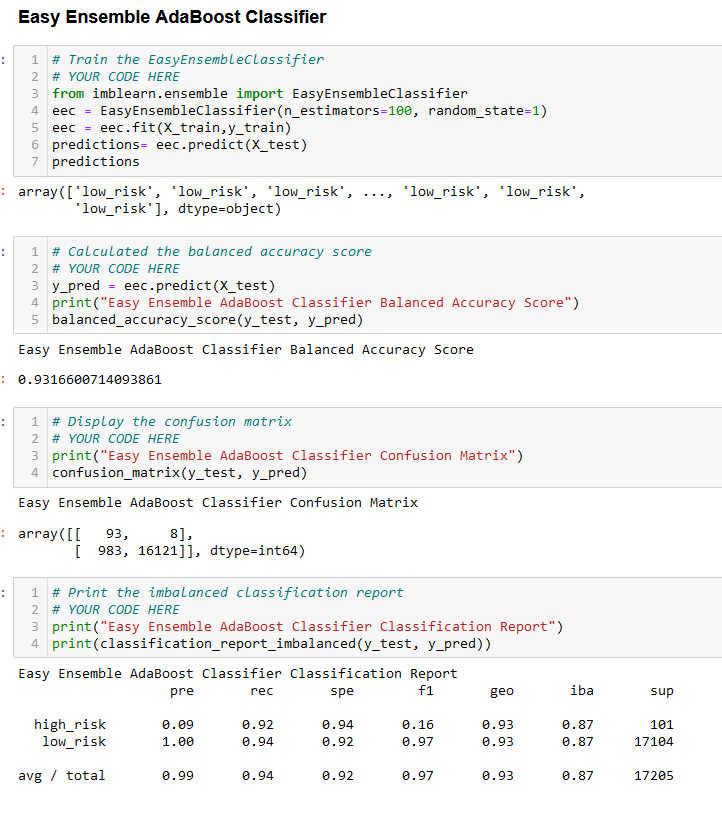 Easy Ensemble AdaBoost Classifier
: 1 # Train the EasyEnsembleClassifier
2 # YOUR CODE HERE
3 from imblearn.ensemble import EasyEnsembleClassifier
4 eec = EasyEnsembleClassifier(n_estimators=100, random_state=1)
5 eec = eec.fit(X_train,y_train)
6 predictions= eec.predict(X_test)
7 predictions
: array(['low_risk', 'low_risk', 'low_risk', ..., 'low_risk', 'low_risk',
'low_risk'], dtype=object)
: 1 # Calculated the balanced accuracy score
2 # YOUR CODE HERE
3 y_pred = eec.predict(X_test)
4 print("Easy Ensemble AdaBoost Classifier Balanced Accuracy Score")
5 balanced_accuracy_score(y_test, y_pred)
Easy Ensemble AdaBoost Classifier Balanced Accuracy Score
: 0.9316600714093861
: 1 # Display the confusion matrix
2 # YOUR CODE HERE
3 print("Easy Ensemble AdaBoost Classifier Confusion Matrix")
4 confusion_matrix(y_test, y_pred)
Easy Ensemble AdaBoost Classifier Confusion Matrix
: array([[ 93, 8],
[ 983, 16121]], dtype=int64)
: 1 # Print the imbalanced classification report
2 # YOUR CODE HERE
3 print("Easy Ensemble AdaBoost Classifier Classification Report")
4 print(classification_report_imbalanced(y_test, y_pred))
Easy Ensemble AdaBoost Classifier Classification Report
pre rec spe f1 geo iba sup
high_risk 0.09 0.92 0.94 0.16 0.93 0.87 101
low_risk 1.00 0.94 0.92 0.97 0.93 0.87 17104
avg / total 0.99 0.94 0.92 0.97 0.93 0.87 17205